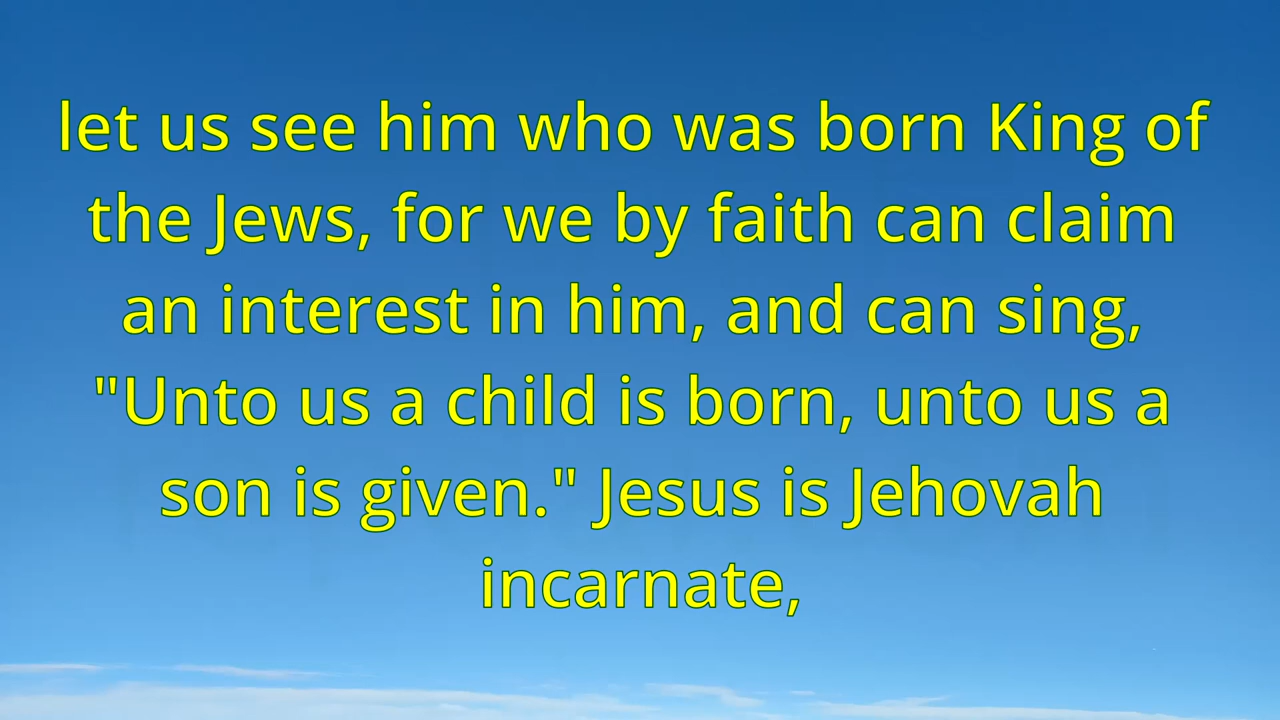 let us see him who was born King of
the Jews, for we by faith can claim
an interest in him, and can sing,
"Unto us a child is born, unto us a
son is given." Jesus is Jehovah
incarnate,